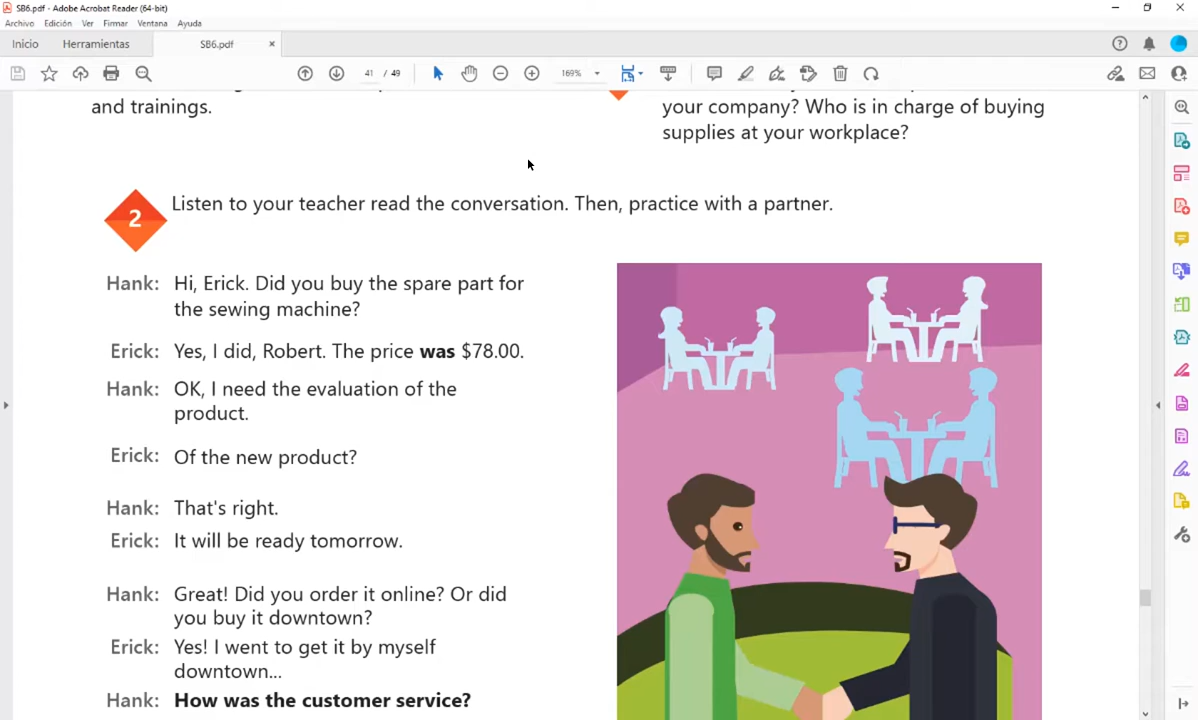 SB6.pdf - Adobe Acrobat Reader (64-bit)
Archivo Edición Ver Firmar Ventana Ayuda
Inicio Herramientas SB6.pdf ×
41 / 49 169%
and trainings.
your company? Who is in charge of buying
supplies at your workplace?
2 Listen to your teacher read the conversation. Then, practice with a partner.
Hank: Hi, Erick. Did you buy the spare part for
the sewing machine?
Erick: Yes, I did, Robert. The price was $78.00.
Hank: OK, I need the evaluation of the
product.
Erick: Of the new product?
Hank: That's right.
Erick: It will be ready tomorrow.
Hank: Great! Did you order it online? Or did
you buy it downtown?
Erick: Yes! I went to get it by myself
downtown...
Hank: How was the customer service?